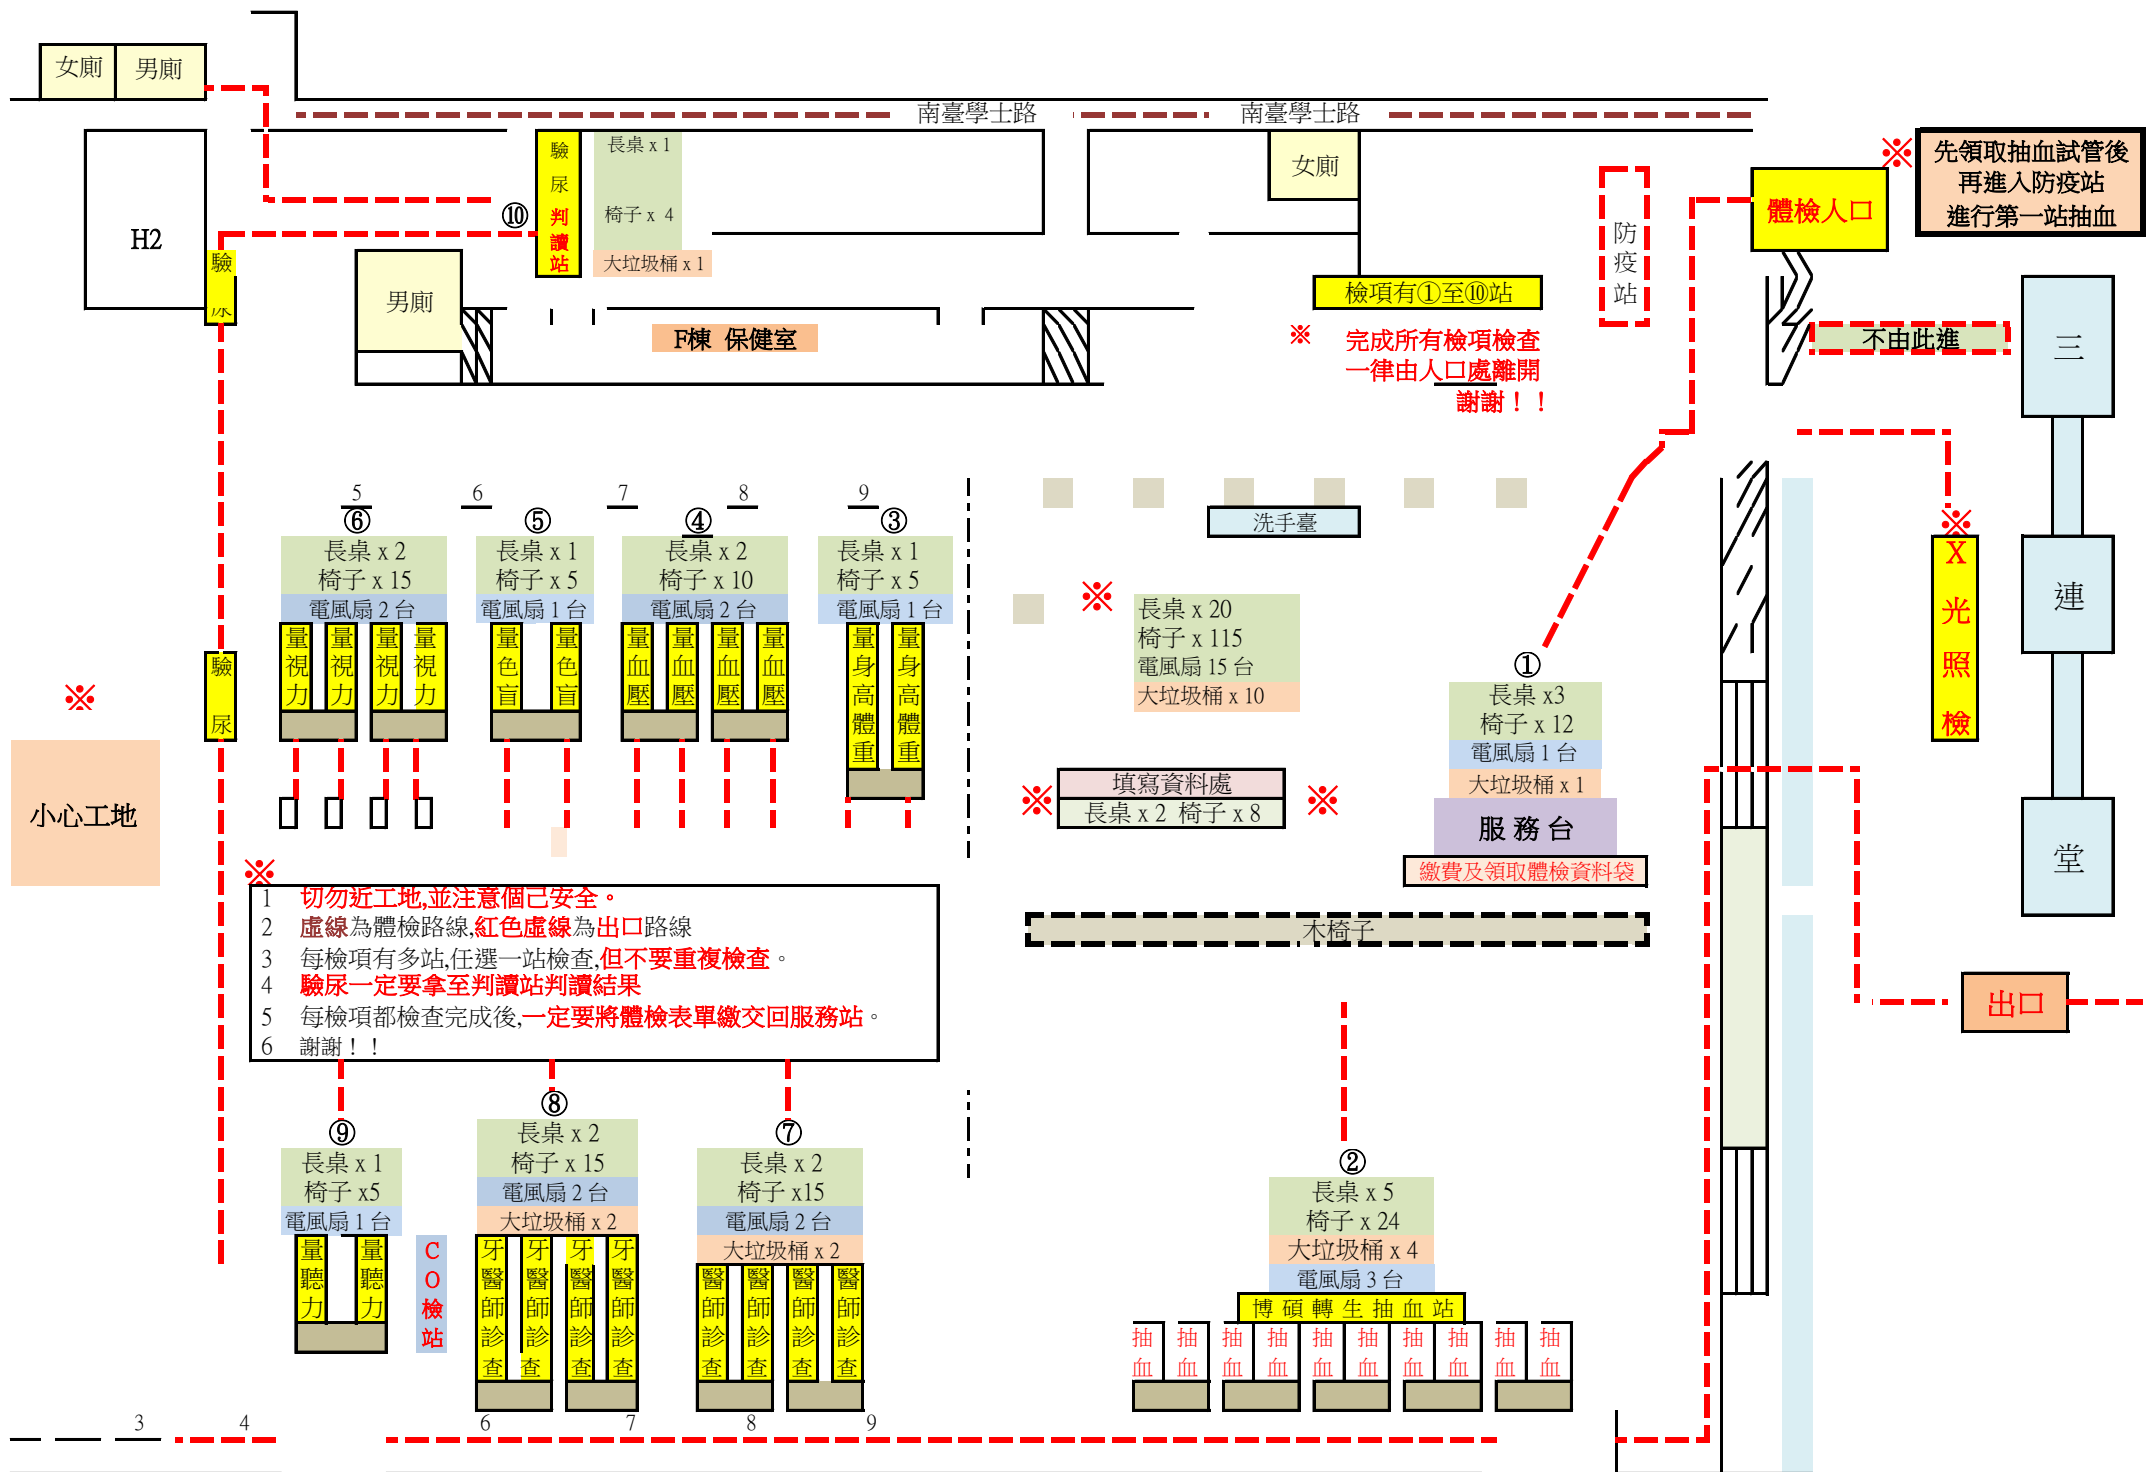 女廁 男廁
南臺學士路 南臺學士路
H2
驗尿
⑩
驗尿判讀站
長桌 x 1
椅子 x 4
大垃圾桶 x 1
女廁
防疫站
體檢人口
※
先領取抽血試管後
再進入防疫站
進行第一站抽血
男廁
F棟 保健室
檢項有①至⑩站
※ 完成所有檢項檢查
一律由人口處離開
謝謝！！
不由此進
三
連
堂
5 6 7 8 9
⑥
長桌 x 2
椅子 x 15
電風扇 2 台
量視力 量視力 量視力 量視力
⑤
長桌 x 1
椅子 x 5
電風扇 1 台
量色盲 量色盲
④
長桌 x 2
椅子 x 10
電風扇 2 台
量血壓 量血壓 量血壓 量血壓
③
長桌 x 1
椅子 x 5
電風扇 1 台
量身高體重 量身高體重
洗手臺
※
長桌 x 20
椅子 x 115
電風扇 15 台
大垃圾桶 x 10
①
長桌 x3
椅子 x 12
電風扇 1 台
大垃圾桶 x 1
服務台
繳費及領取體檢資料袋
※
X光照檢
驗尿
※
小心工地
※ 填寫資料處 ※
長桌 x 2 椅子 x 8
木椅子
※
1 切勿近工地,並注意個己安全。
2 虛線為體檢路線,紅色虛線為出口路線
3 每檢項有多站,任選一站檢查,但不要重複檢查。
4 驗尿一定要拿至判讀站判讀結果
5 每檢項都檢查完成後,一定要將體檢表單繳交回服務站。
6 謝謝！！
出口
⑨
長桌 x 1
椅子 x5
電風扇 1 台
量聽力 量聽力
CO檢站
⑧
長桌 x 2
椅子 x 15
電風扇 2 台
大垃圾桶 x 2
牙醫師診查 牙醫師診查 牙醫師診查 牙醫師診查
⑦
長桌 x 2
椅子 x15
電風扇 2 台
大垃圾桶 x 2
醫師診查 醫師診查 醫師診查 醫師診查
②
長桌 x 5
椅子 x 24
大垃圾桶 x 4
電風扇 3 台
博碩轉生抽血站
抽血 抽血 抽血 抽血 抽血 抽血 抽血 抽血 抽血 抽血
3 4 6 7 8 9